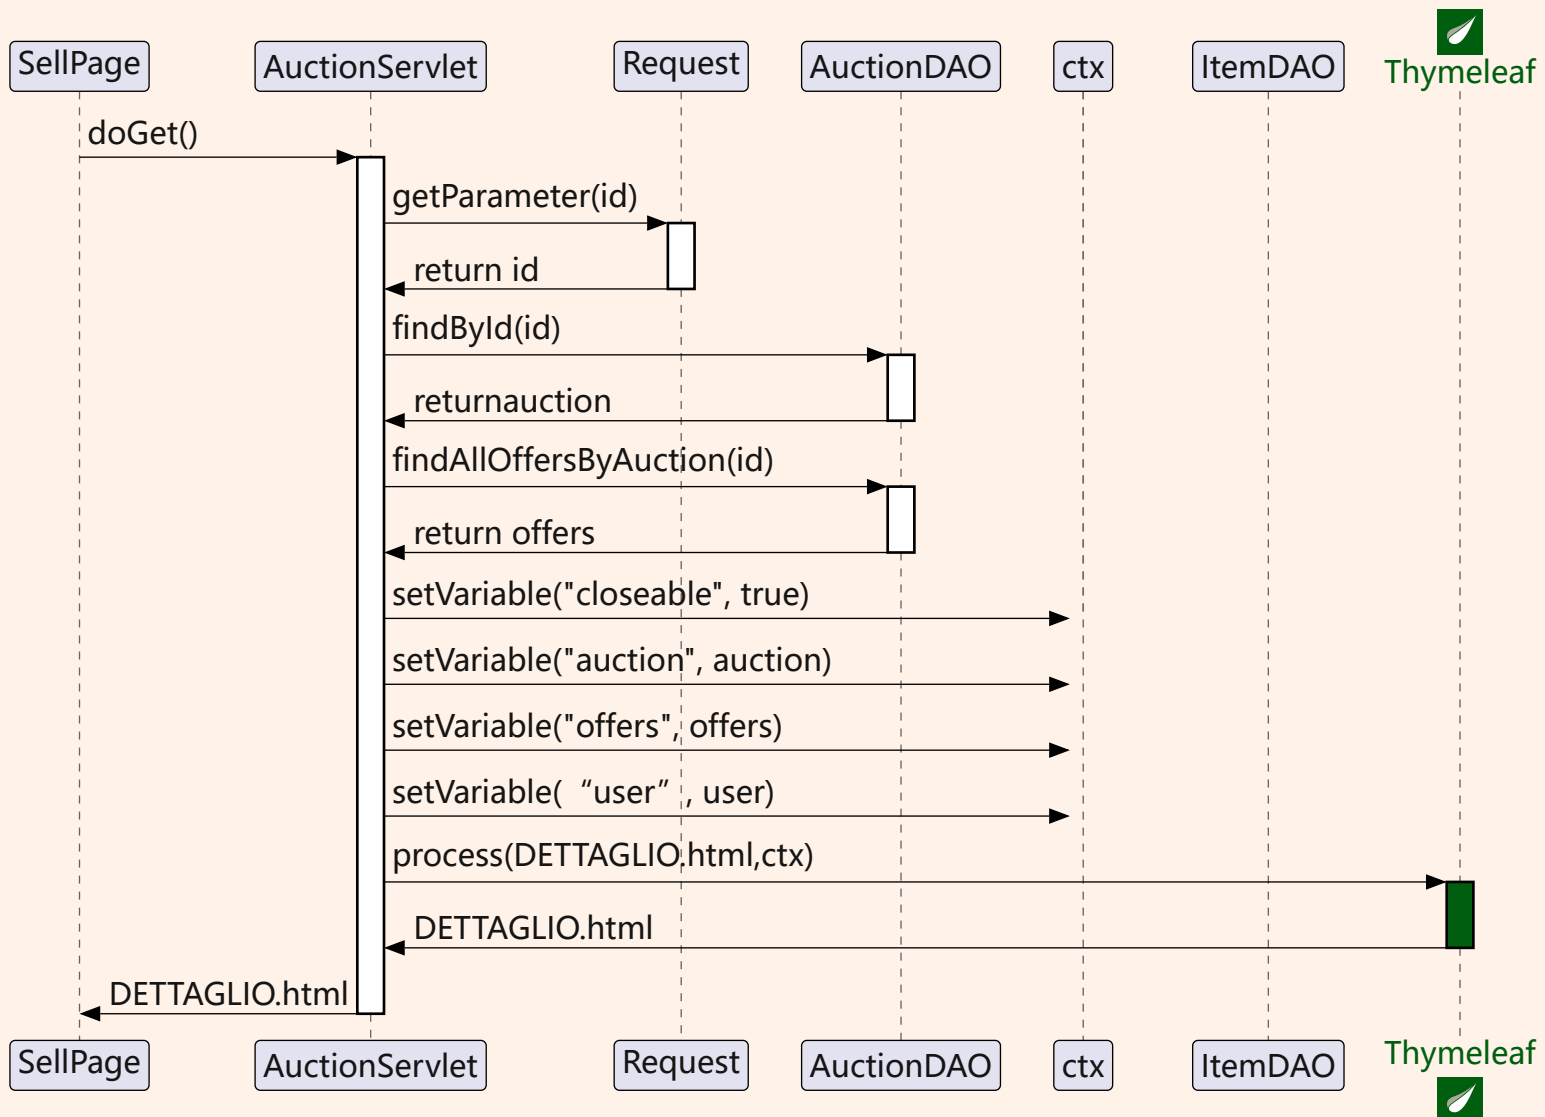 SellPage
AuctionServlet
Request
AuctionDAO
ctx
ItemDAO
Thymeleaf
doGet()
getParameter(id)
return id
findById(id)
returnauction
findAllOffersByAuction(id)
return offers
setVariable("closeable", true)
setVariable("auction", auction)
setVariable("offers", offers)
setVariable( “user” , user)
process(DETTAGLIO.html,ctx)
DETTAGLIO.html
DETTAGLIO.html
SellPage
AuctionServlet
Request
AuctionDAO
ctx
ItemDAO
Thymeleaf